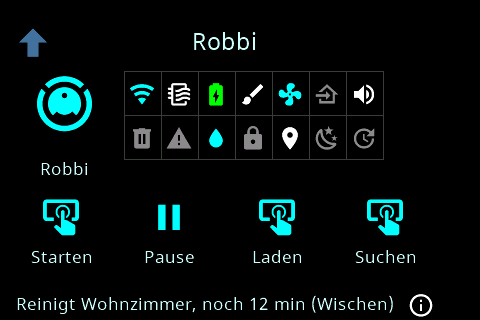 Robbi
Robbi
Starten Pause Laden Suchen
Reinigt Wohnzimmer, noch 12 min (Wischen)